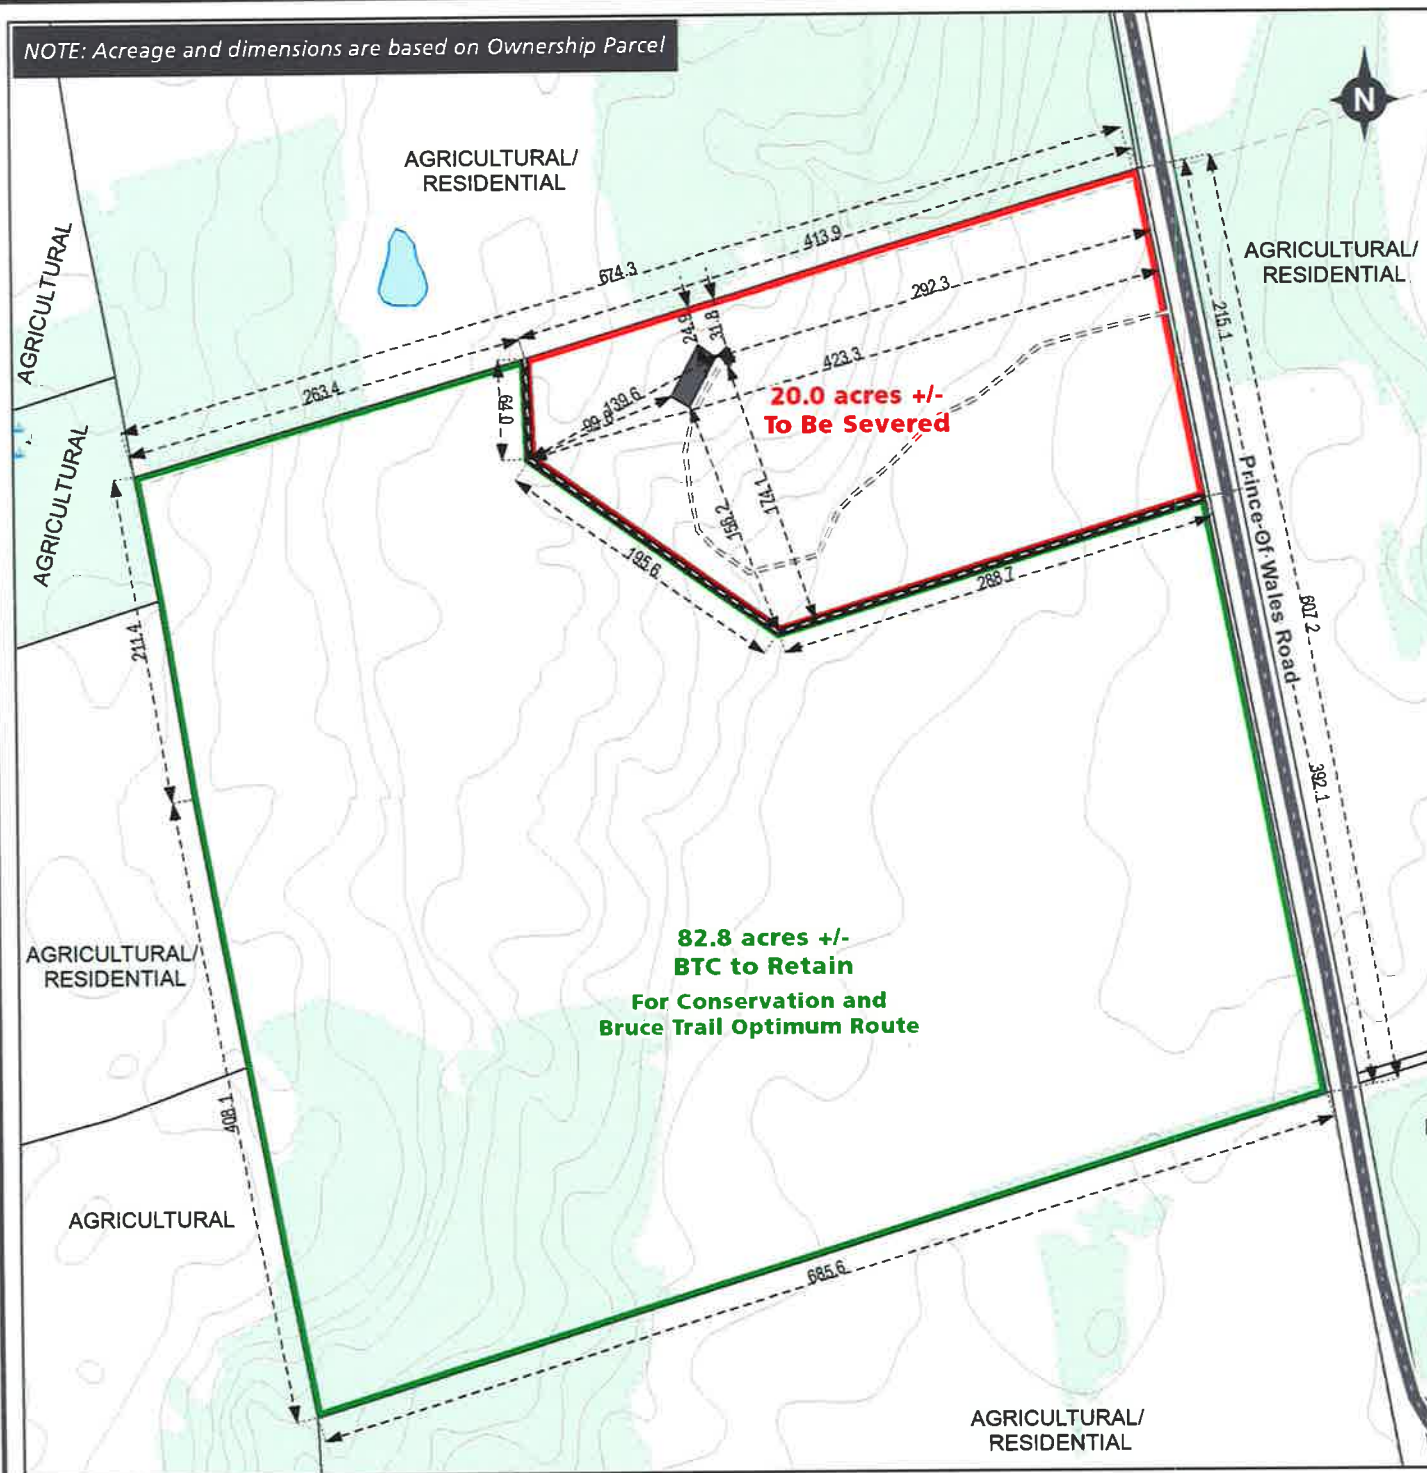 NOTE: Acreage and dimensions are based on Ownership Parcel
N
AGRICULTURAL/
RESIDENTIAL
AGRICULTURAL
AGRICULTURAL/
RESIDENTIAL
413.9
674.3
292.3
215.1
24.9
31.8
423.3
263.4
64.0
139.6
99.6
20.0 acres +/-
To Be Severed
AGRICULTURAL
174.1
158.2
Prince-Of-Wales Road
195.6
288.7
607.2
211.4
392.1
82.8 acres +/-
BTC to Retain
For Conservation and
Bruce Trail Optimum Route
AGRICULTURAL/
RESIDENTIAL
408.1
AGRICULTURAL
685.6
AGRICULTURAL/
RESIDENTIAL